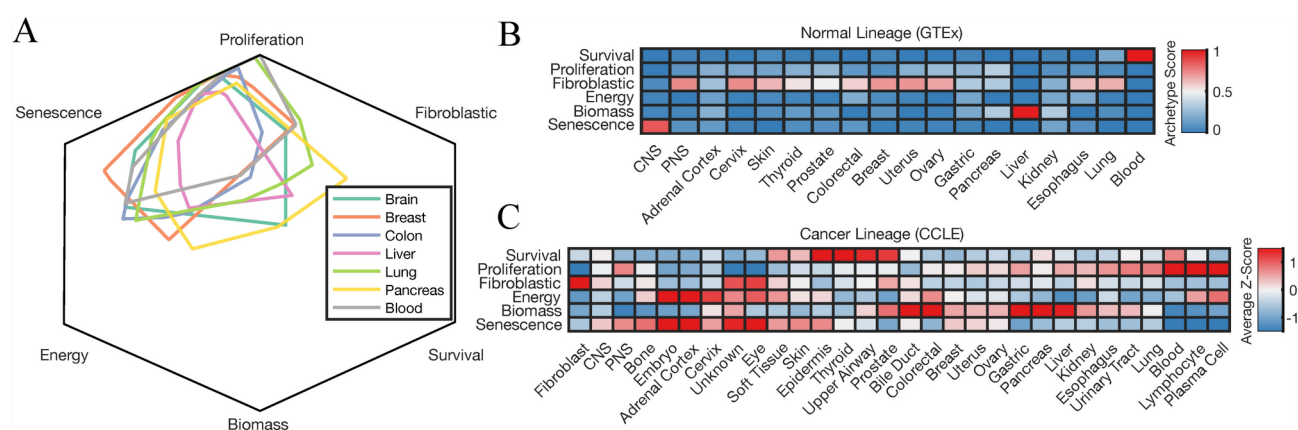 A
Proliferation
Senescence
Fibroblastic
Energy
Survival
Biomass
Brain
Breast
Colon
Liver
Lung
Pancreas
Blood
B
Normal Lineage (GTEx)
Survival
Proliferation
Fibroblastic
Energy
Biomass
Senescence
CNS
PNS
Adrenal Cortex
Cervix
Skin
Thyroid
Prostate
Colorectal
Breast
Uterus
Ovary
Gastric
Pancreas
Liver
Kidney
Esophagus
Lung
Blood
1
0.5
0
Archetype Score
C
Cancer Lineage (CCLE)
Survival
Proliferation
Fibroblastic
Energy
Biomass
Senescence
Fibroblast
CNS
PNS
Bone
Embryo
Adrenal Cortex
Cervix
Unknown
Eye
Soft Tissue
Skin
Epidermis
Thyroid
Upper Airway
Prostate
Bile Duct
Colorectal
Breast
Uterus
Ovary
Gastric
Pancreas
Liver
Kidney
Esophagus
Urinary Tract
Lung
Blood
Lymphocyte
Plasma Cell
1
0
-1
Average Z-Score